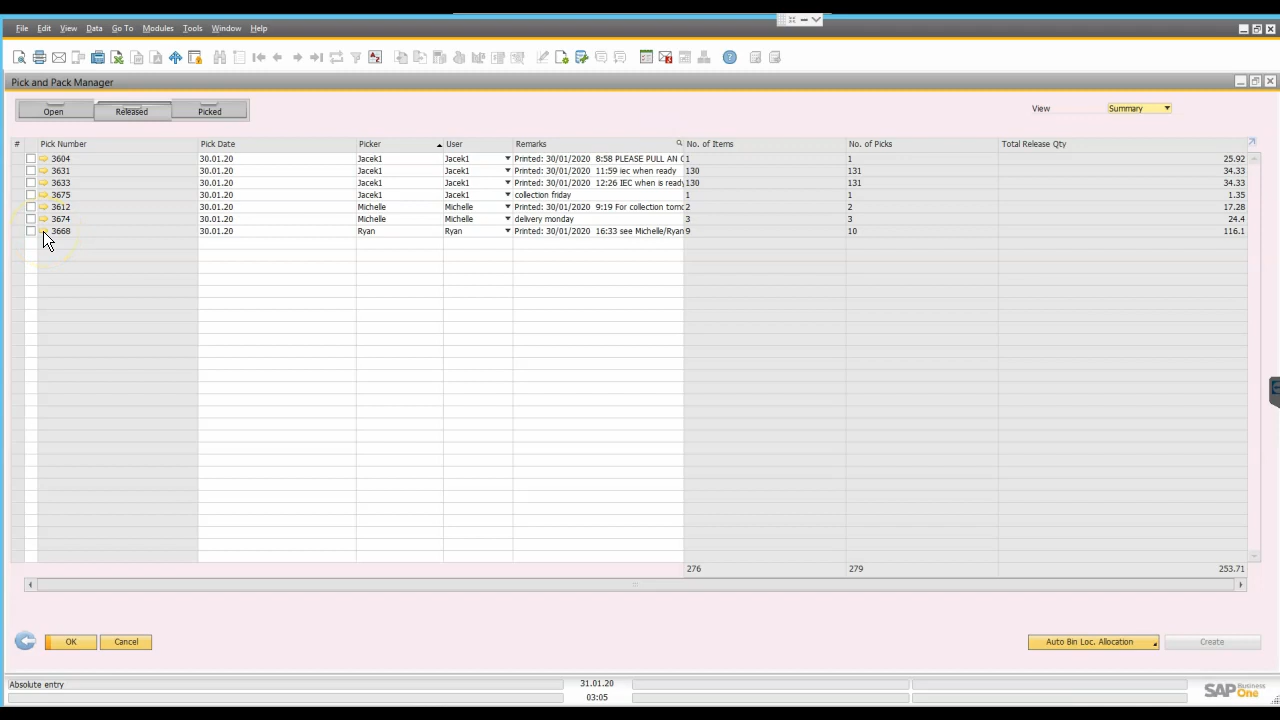 File Edit View Data Go To Modules Tools Window Help
Pick and Pack Manager
Open Released Picked View Summary
# Pick Number Pick Date Picker User Remarks No. of Items No. of Picks Total Release Qty
3604 30.01.20 Jacek1 Jacek1 Printed: 30/01/2020 8:58 PLEASE PULL AN 1 1 25.92
3631 30.01.20 Jacek1 Jacek1 Printed: 30/01/2020 11:59 iec when ready 130 131 34.33
3633 30.01.20 Jacek1 Jacek1 Printed: 30/01/2020 12:26 IEC when is ready 130 131 34.33
3675 30.01.20 Jacek1 Jacek1 collection friday 1 1 1.35
3612 30.01.20 Michelle Michelle Printed: 30/01/2020 9:19 For collection tomo 2 2 17.28
3674 30.01.20 Michelle Michelle delivery monday 3 3 24.4
3668 30.01.20 Ryan Ryan Printed: 30/01/2020 16:33 see Michelle/Ryan 9 10 116.1
276 279 253.71
OK Cancel Auto Bin Loc. Allocation Create
Absolute entry 31.01.20
03:05
SAP Business One